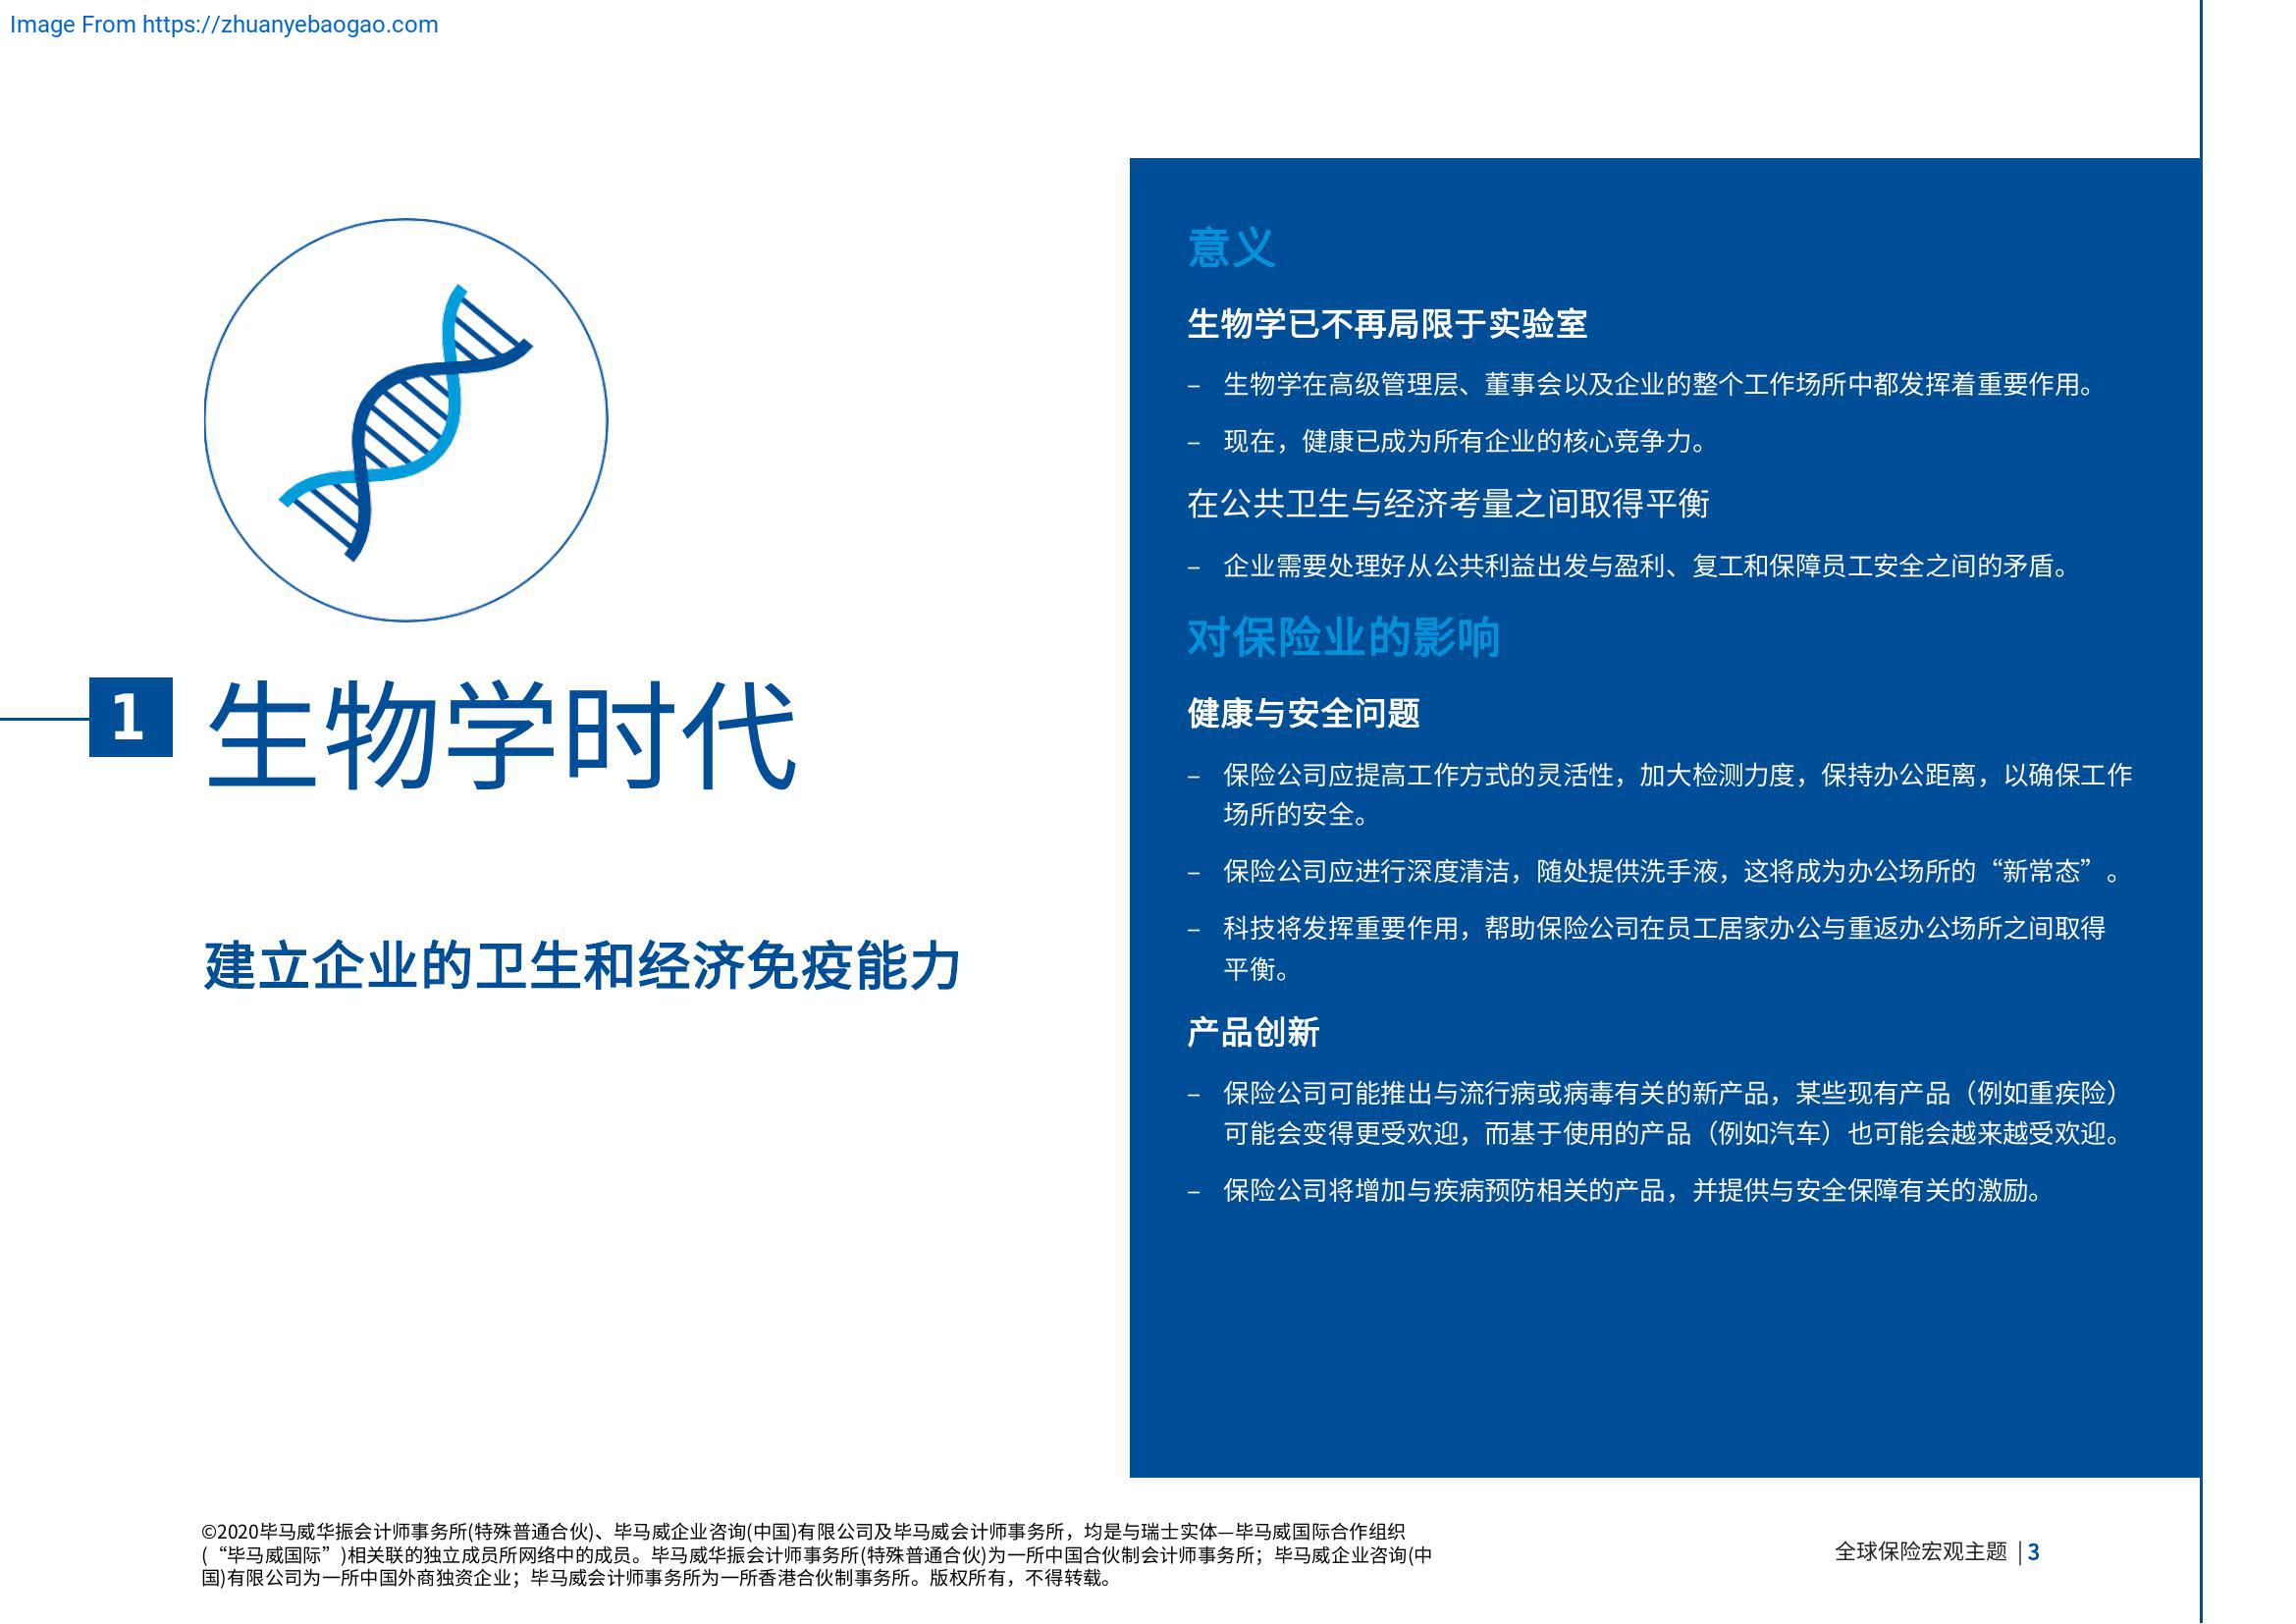 Image From https://zhuanyebaogao.com
1
生物学时代
建立企业的卫生和经济免疫能力
意义
生物学已不再局限于实验室
– 生物学在高级管理层、董事会以及企业的整个工作场所中都发挥着重要作用。
– 现在，健康已成为所有企业的核心竞争力。
在公共卫生与经济考量之间取得平衡
– 企业需要处理好从公共利益出发与盈利、复工和保障员工安全之间的矛盾。
对保险业的影响
健康与安全问题
– 保险公司应提高工作方式的灵活性，加大检测力度，保持办公距离，以确保工作
场所的安全。
– 保险公司应进行深度清洁，随处提供洗手液，这将成为办公场所的“新常态”。
– 科技将发挥重要作用，帮助保险公司在员工居家办公与重返办公场所之间取得
平衡。
产品创新
– 保险公司可能推出与流行病或病毒有关的新产品，某些现有产品（例如重疾险）
可能会变得更受欢迎，而基于使用的产品（例如汽车）也可能会越来越受欢迎。
– 保险公司将增加与疾病预防相关的产品，并提供与安全保障有关的激励。
©2020毕马威华振会计师事务所(特殊普通合伙)、毕马威企业咨询(中国)有限公司及毕马威会计师事务所，均是与瑞士实体—毕马威国际合作组织
(“毕马威国际”)相关联的独立成员所网络中的成员。毕马威华振会计师事务所(特殊普通合伙)为一所中国合伙制会计师事务所；毕马威企业咨询(中
国)有限公司为一所中国外商独资企业；毕马威会计师事务所为一所香港合伙制事务所。版权所有，不得转载。
全球保险宏观主题 | 3